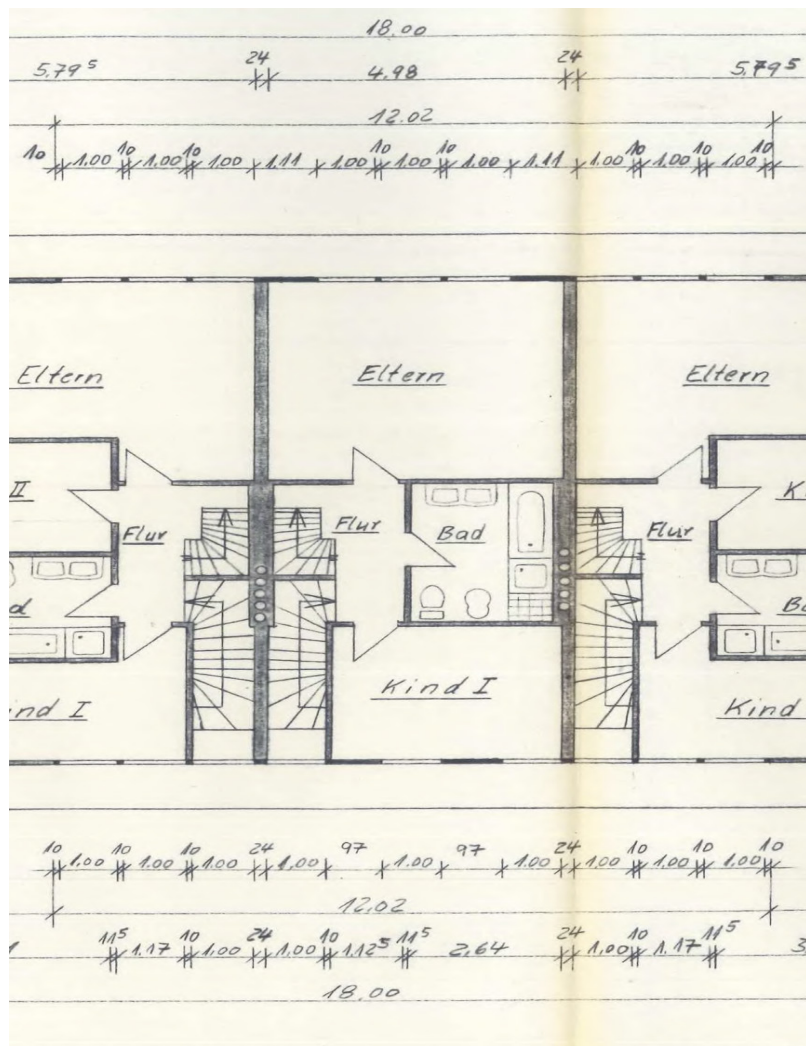 18.00
5.79⁵ 24 4.98 24 5.79⁵
12.02
10 1.00 10 1.00 10 1.00 1.11 1.00 10 1.00 10 1.00 1.11 1.00 10 1.00 10 1.00 10
Eltern Eltern Eltern
II
Flur Flur Bad Flur
Kind I
ind I Kind
10 1.00 10 1.00 10 1.00 24 1.00 97 1.00 97 1.00 24 1.00 10 1.00 10 1.00 10
12.02
11⁵ 1.17 10 1.00 24 1.00 10 1.12⁵ 11⁵ 2.64 24 1.00 10 1.17 11⁵ 3
18.00